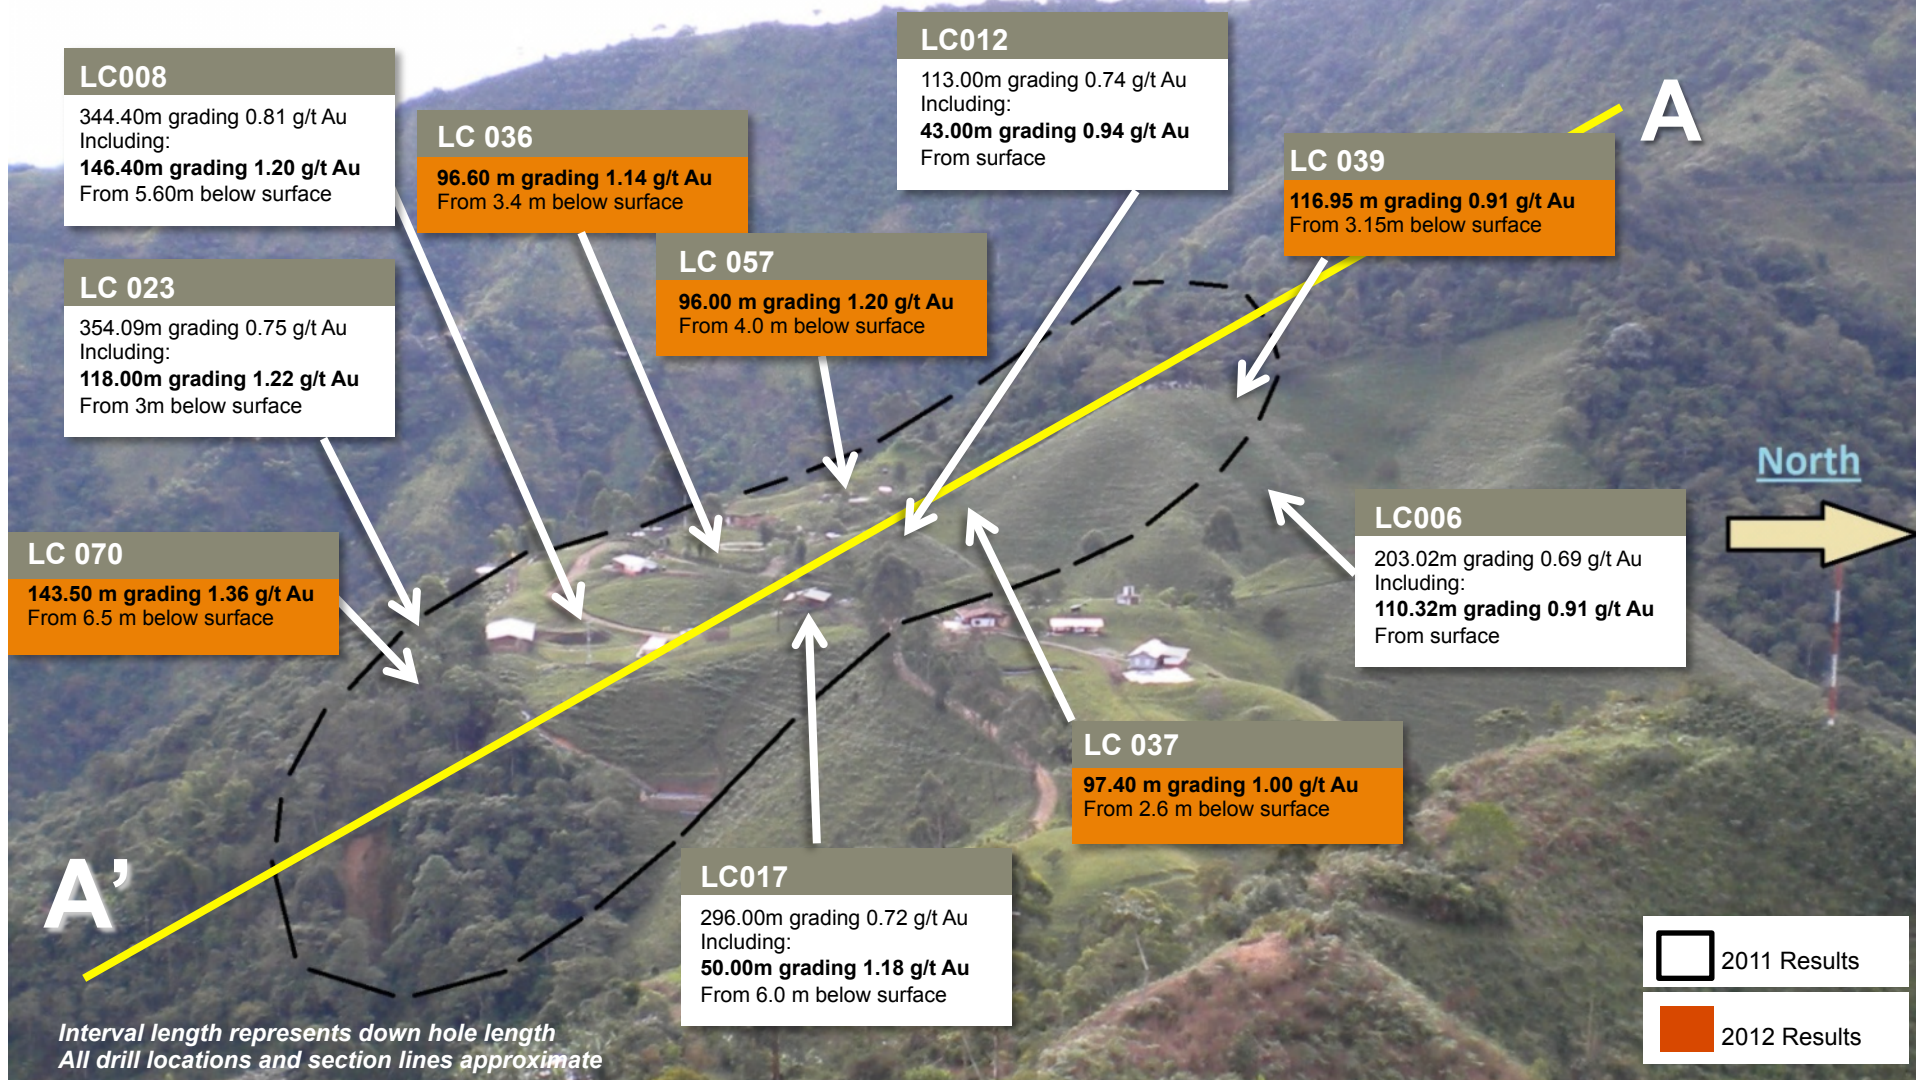 LC008
344.40m grading 0.81 g/t Au
Including:
146.40m grading 1.20 g/t Au
From 5.60m below surface
LC 036
96.60 m grading 1.14 g/t Au
From 3.4 m below surface
LC012
113.00m grading 0.74 g/t Au
Including:
43.00m grading 0.94 g/t Au
From surface
A
LC 039
116.95 m grading 0.91 g/t Au
From 3.15m below surface
LC 023
354.09m grading 0.75 g/t Au
Including:
118.00m grading 1.22 g/t Au
From 3m below surface
LC 057
96.00 m grading 1.20 g/t Au
From 4.0 m below surface
North
LC006
203.02m grading 0.69 g/t Au
Including:
110.32m grading 0.91 g/t Au
From surface
LC 070
143.50 m grading 1.36 g/t Au
From 6.5 m below surface
LC 037
97.40 m grading 1.00 g/t Au
From 2.6 m below surface
A’
LC017
296.00m grading 0.72 g/t Au
Including:
50.00m grading 1.18 g/t Au
From 6.0 m below surface
2011 Results
2012 Results
Interval length represents down hole length
All drill locations and section lines approximate